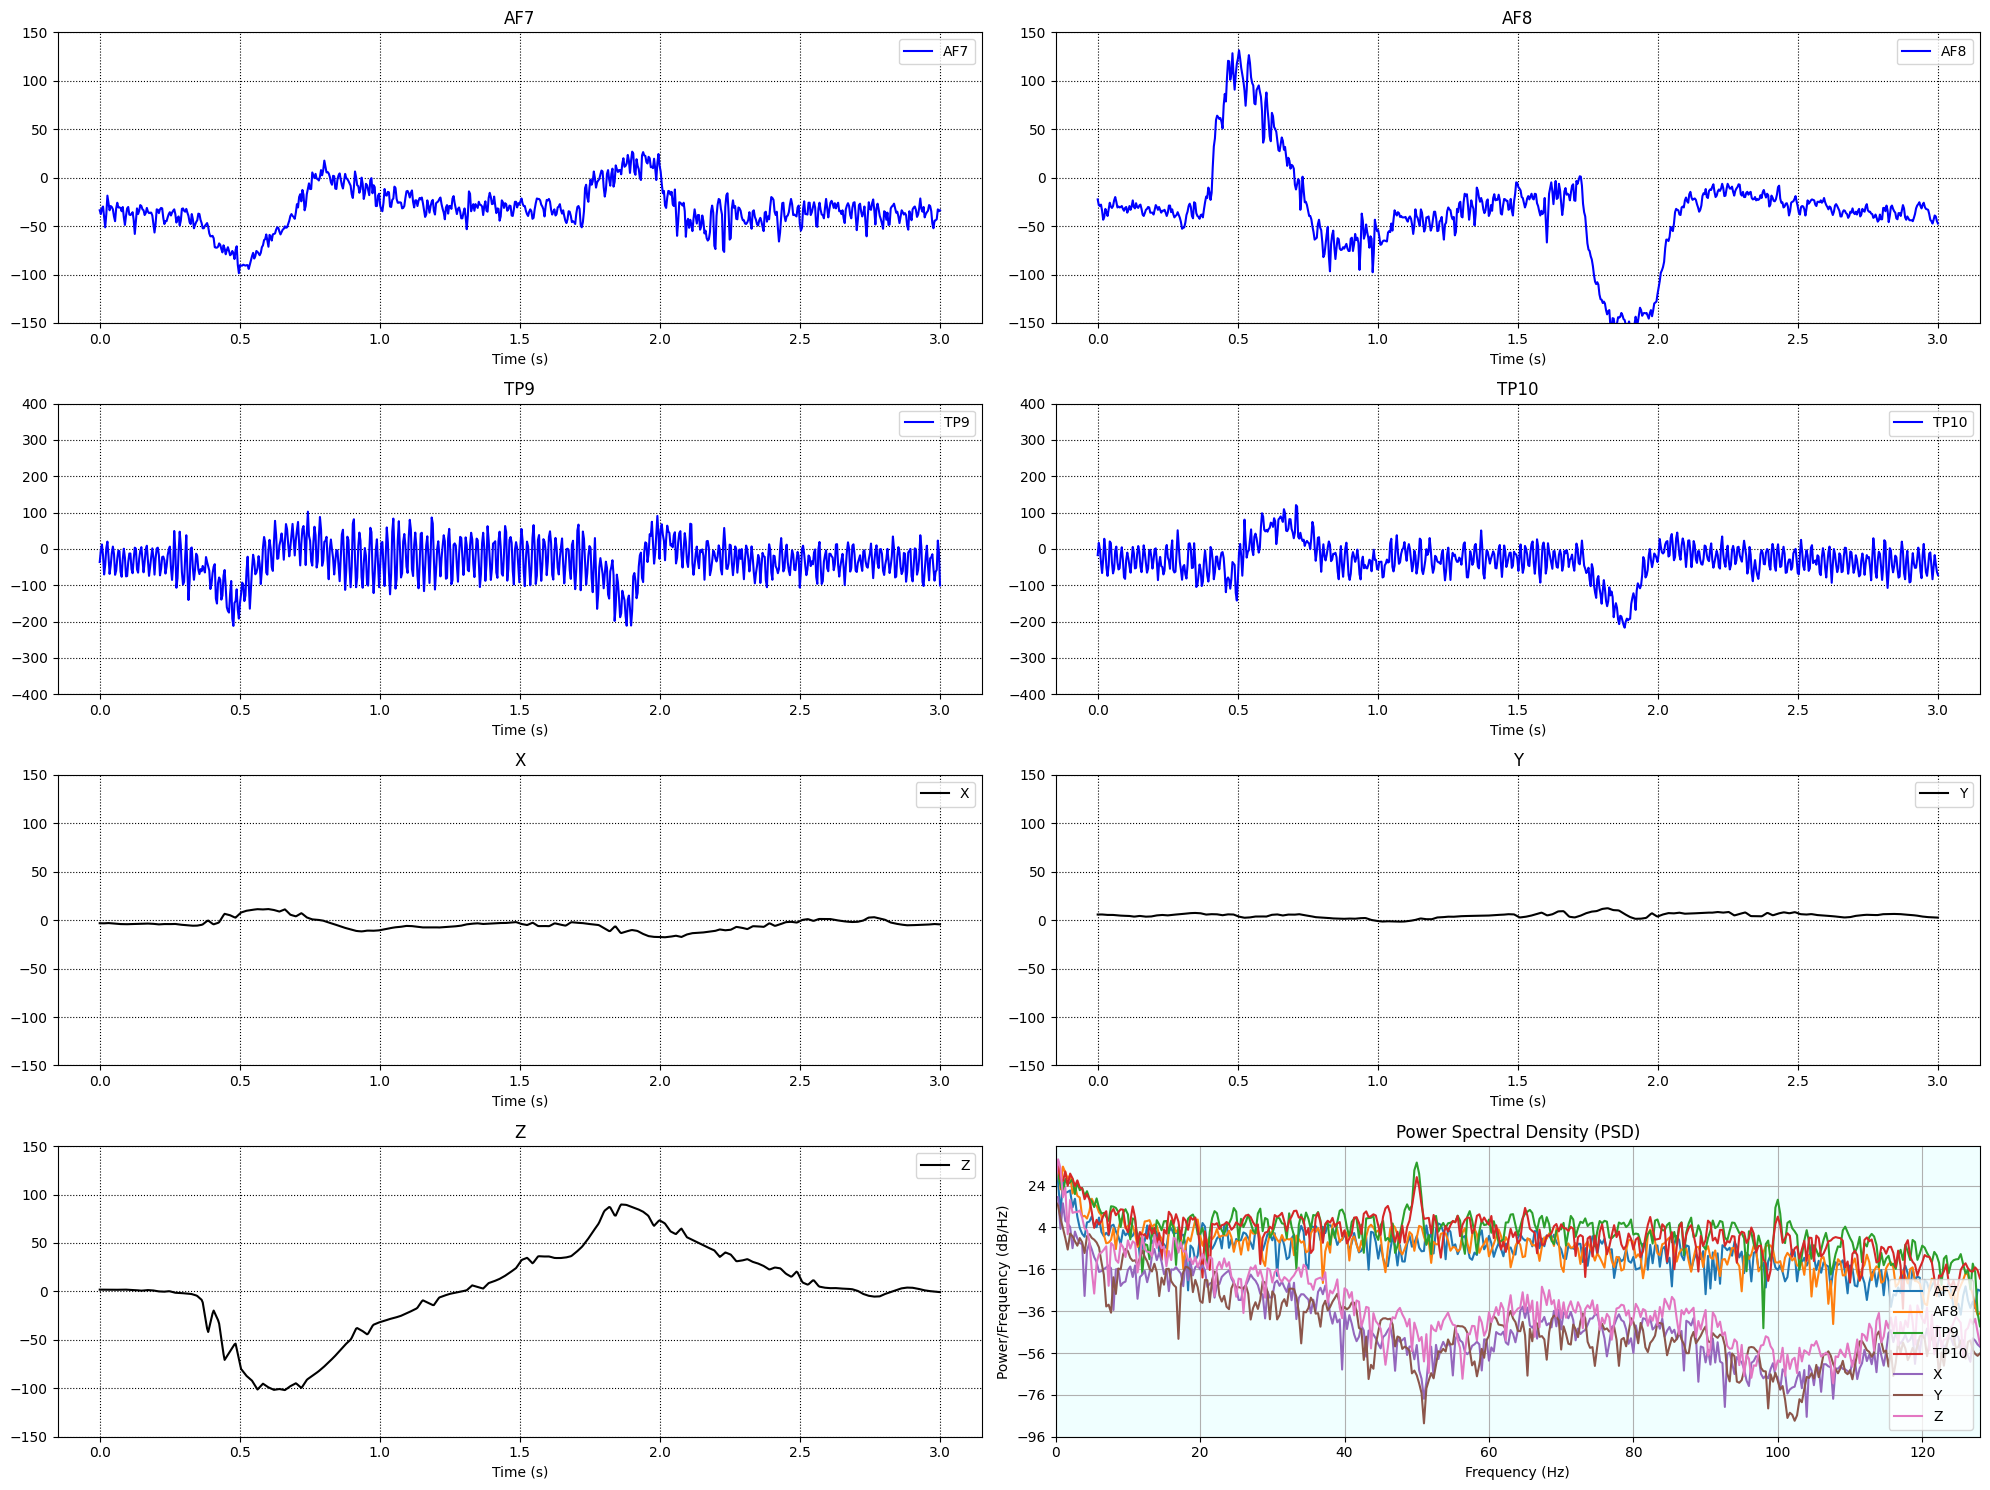 AF7
150
100
50
0
−50
−100
−150
AF7
0.0 0.5 1.0 1.5 2.0 2.5 3.0
Time (s)
AF8
150
100
50
0
−50
−100
−150
AF8
0.0 0.5 1.0 1.5 2.0 2.5 3.0
Time (s)
TP9
400
300
200
100
0
−100
−200
−300
−400
TP9
0.0 0.5 1.0 1.5 2.0 2.5 3.0
Time (s)
TP10
400
300
200
100
0
−100
−200
−300
−400
TP10
0.0 0.5 1.0 1.5 2.0 2.5 3.0
Time (s)
X
150
100
50
0
−50
−100
−150
X
0.0 0.5 1.0 1.5 2.0 2.5 3.0
Time (s)
Y
150
100
50
0
−50
−100
−150
Y
0.0 0.5 1.0 1.5 2.0 2.5 3.0
Time (s)
Z
150
100
50
0
−50
−100
−150
Z
0.0 0.5 1.0 1.5 2.0 2.5 3.0
Time (s)
Power Spectral Density (PSD)
Power/Frequency (dB/Hz)
24
4
−16
−36
−56
−76
−96
AF7
AF8
TP9
TP10
X
Y
Z
0 20 40 60 80 100 120
Frequency (Hz)